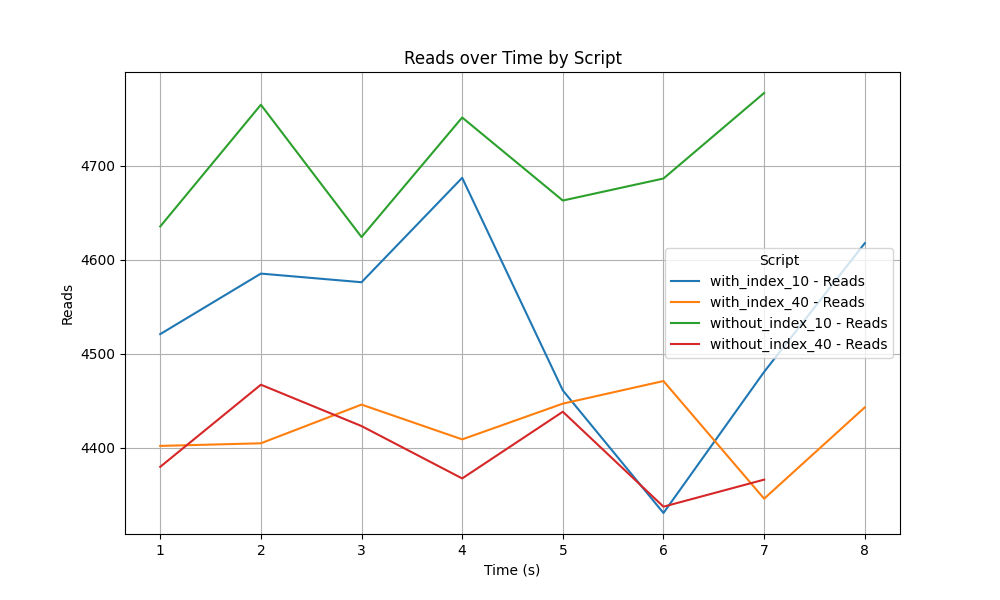 Reads over Time by Script
Reads
4700
4600
4500
4400
Script
with_index_10 - Reads
with_index_40 - Reads
without_index_10 - Reads
without_index_40 - Reads
1 2 3 4 5 6 7 8
Time (s)